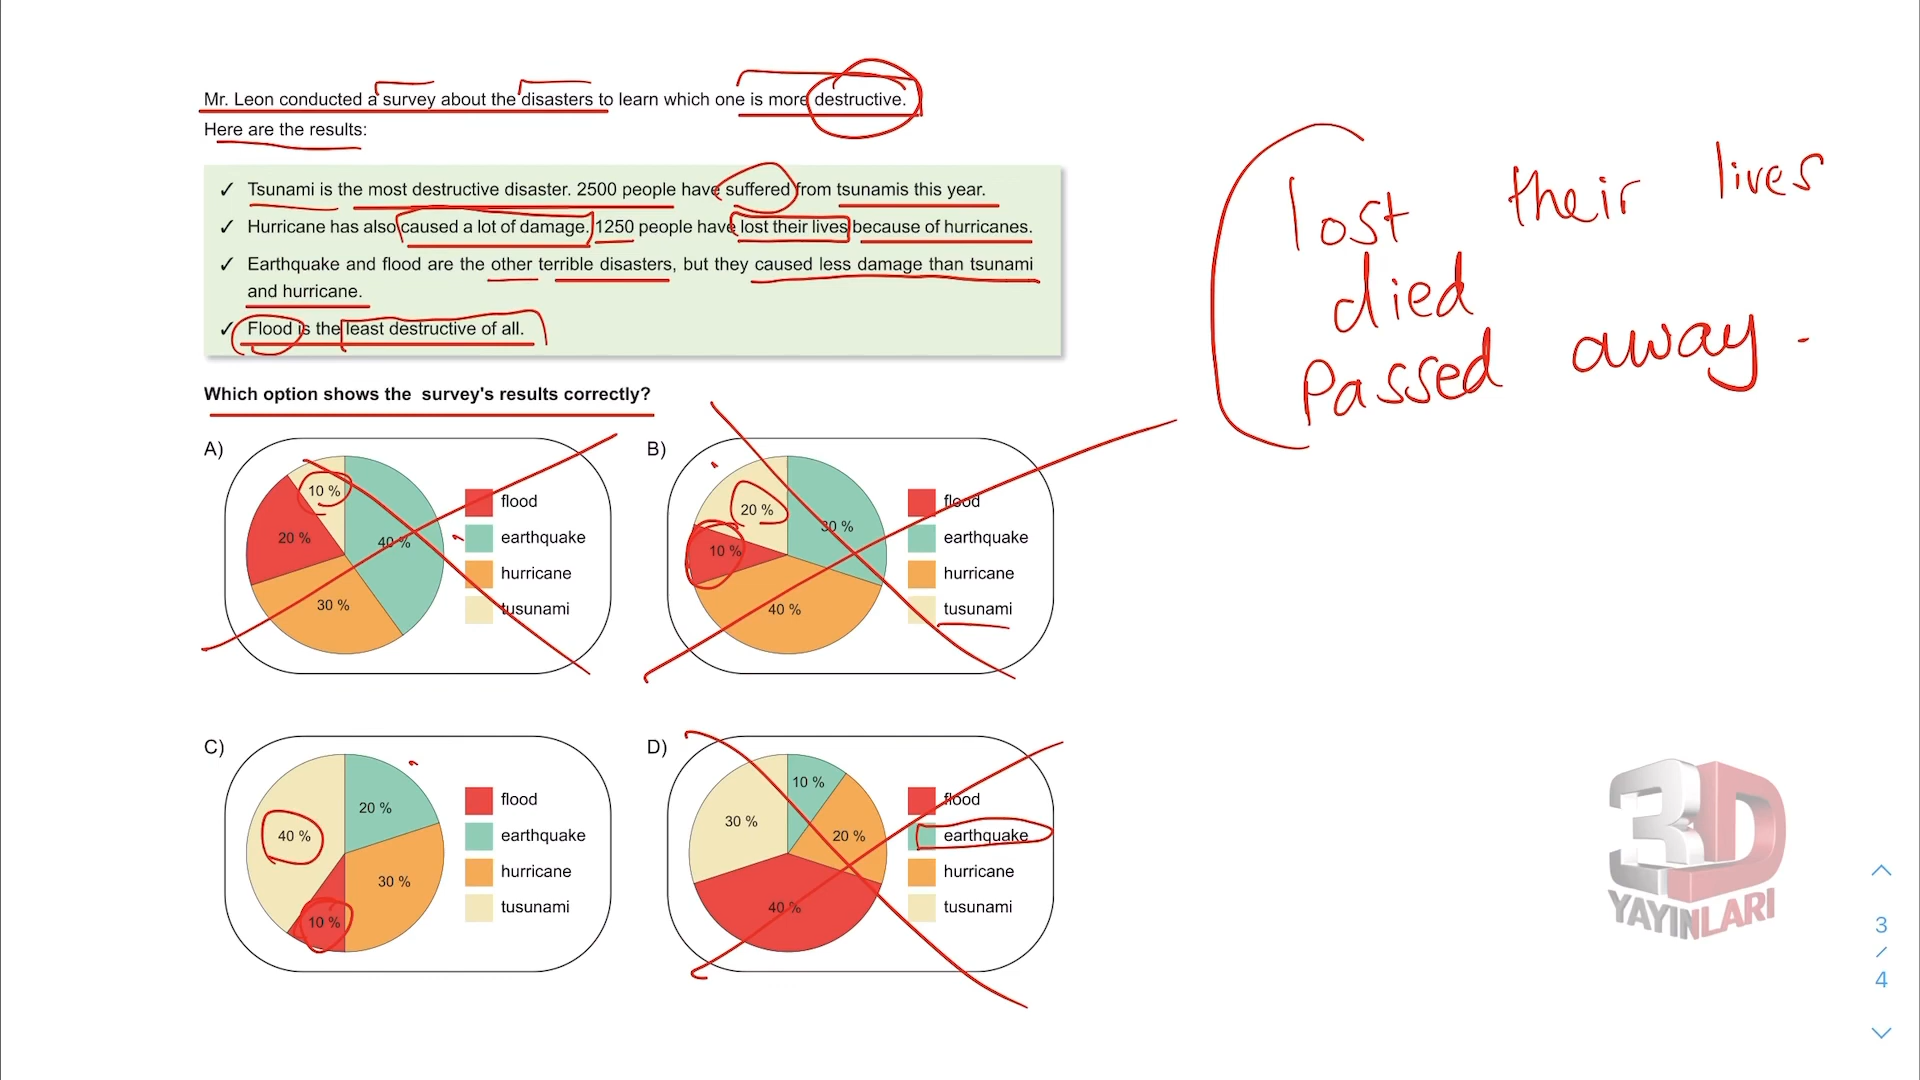 Mr. Leon conducted a survey about the disasters to learn which one is more destructive.
Here are the results:
✓ Tsunami is the most destructive disaster. 2500 people have suffered from tsunamis this year.
✓ Hurricane has also caused a lot of damage. 1250 people have lost their lives because of hurricanes.
✓ Earthquake and flood are the other terrible disasters, but they caused less damage than tsunami
and hurricane.
✓ Flood is the least destructive of all.
Which option shows the survey's results correctly?
A)
10 %
20 %
40 %
30 %
flood
earthquake
hurricane
tusunami
B)
20 %
30 %
10 %
40 %
flood
earthquake
hurricane
tusunami
C)
20 %
40 %
30 %
10 %
flood
earthquake
hurricane
tusunami
D)
10 %
30 %
20 %
40 %
flood
earthquake
hurricane
tusunami
lost their lives
died
Passed away.
3D
YAYINLARI
3
/
4